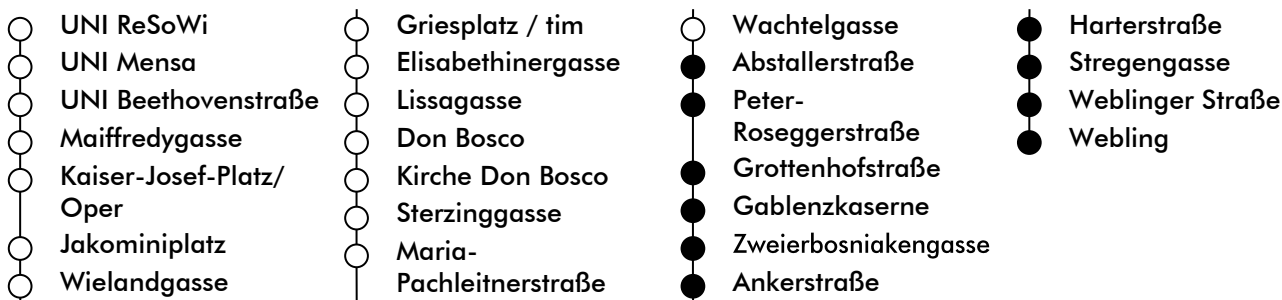 UNI ReSoWi
UNI Mensa
UNI Beethovenstraße
Maiffredygasse
Kaiser-Josef-Platz/
Oper
Jakominiplatz
Wielandgasse
Griesplatz / tim
Elisabethinergasse
Lissagasse
Don Bosco
Kirche Don Bosco
Sterzinggasse
Maria-
Pachleitnerstraße
Wachtelgasse
Abstallerstraße
Peter-
Roseggerstraße
Grottenhofstraße
Gablenzkaserne
Zweierbosniakengasse
Ankerstraße
Harterstraße
Stregengasse
Weblinger Straße
Webling